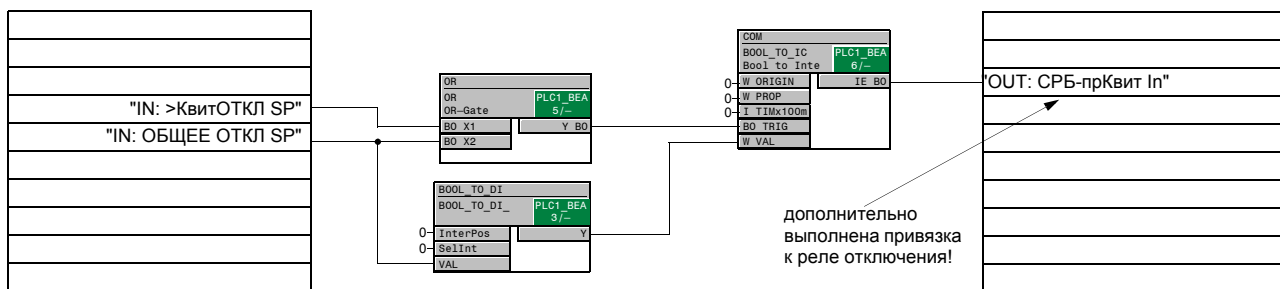 "IN: >КвитОТКЛ SP"
"IN: ОБЩЕЕ ОТКЛ SP"
OR
OR
OR–Gate
PLC1_BEA
5/–
BO X1
Y BO
BO X2
BOOL_TO_DI
BOOL_TO_DI_
PLC1_BEA
3/–
0
InterPos
Y
0
SelInt
VAL
COM
BOOL_TO_IC
Bool to Inte
PLC1_BEA
6/–
0
W ORIGIN
IE BO
0
W PROP
0
I TIMx100m
BO TRIG
W VAL
"OUT: СРБ-прКвит In"
дополнительно
выполнена привязка
к реле отключения!